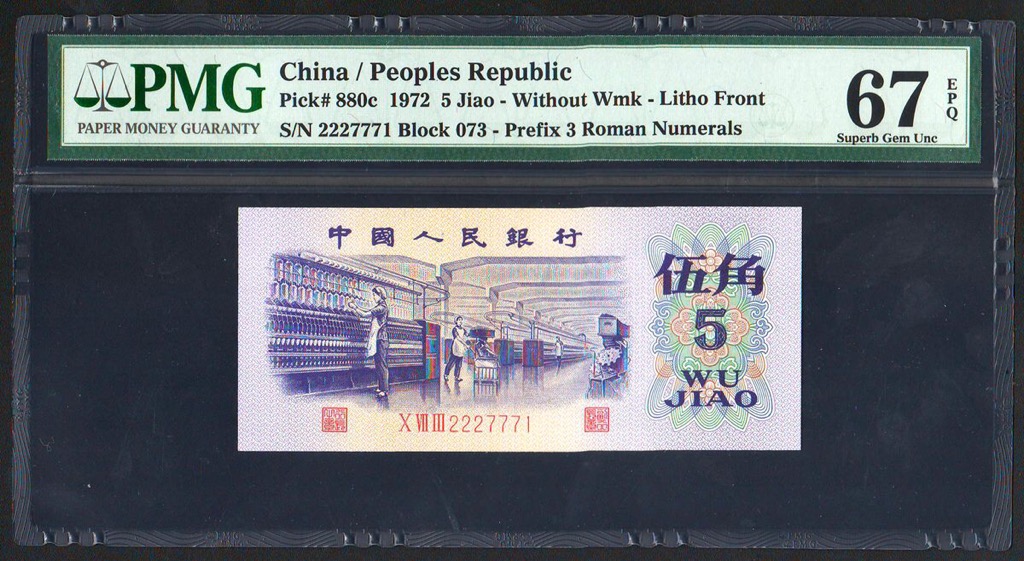 PMG
PAPER MONEY GUARANTY
China / Peoples Republic
Pick# 880c 1972 5 Jiao - Without Wmk - Litho Front
S/N 2227771 Block 073 - Prefix 3 Roman Numerals
67
EPQ
Superb Gem Unc
中國人民銀行
伍角
5
WU
JIAO
X VII III 2227771